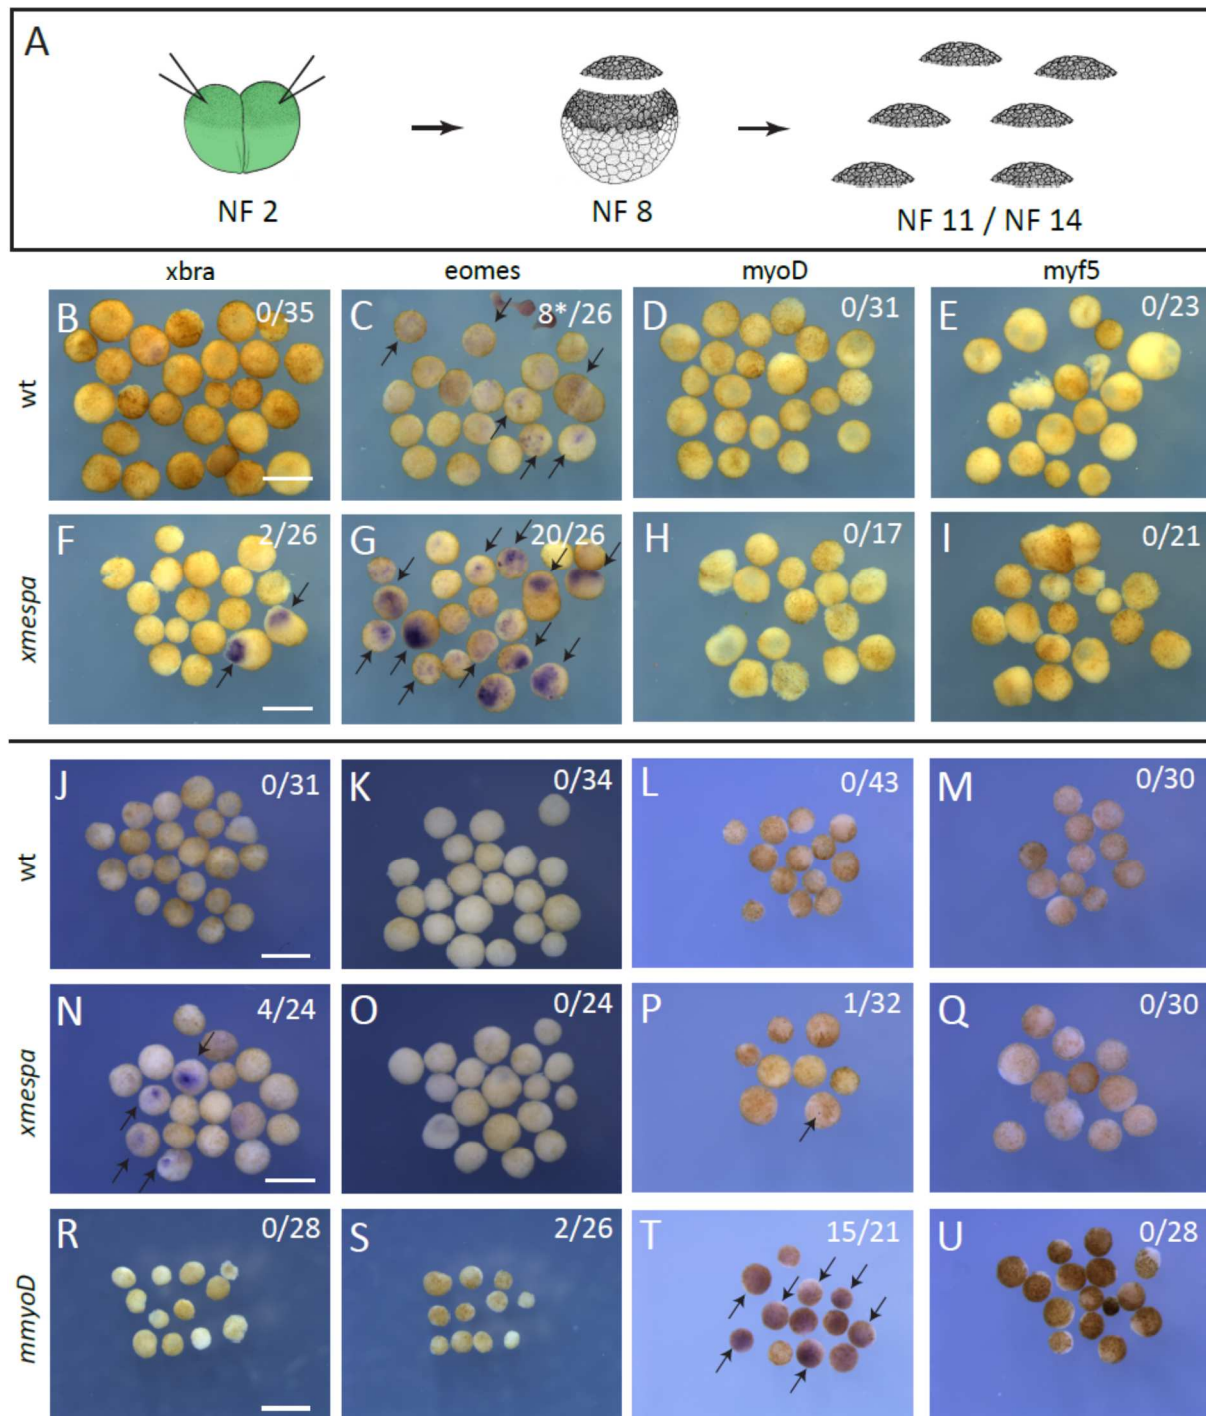 A
NF 2
NF 8
NF 11 / NF 14
xbra eomes myoD myf5
wt
B 0/35
C 8*/26
D 0/31
E 0/23
xmespa
F 2/26
G 20/26
H 0/17
I 0/21
wt
J 0/31
K 0/34
L 0/43
M 0/30
xmespa
N 4/24
O 0/24
P 1/32
Q 0/30
mmyoD
R 0/28
S 2/26
T 15/21
U 0/28